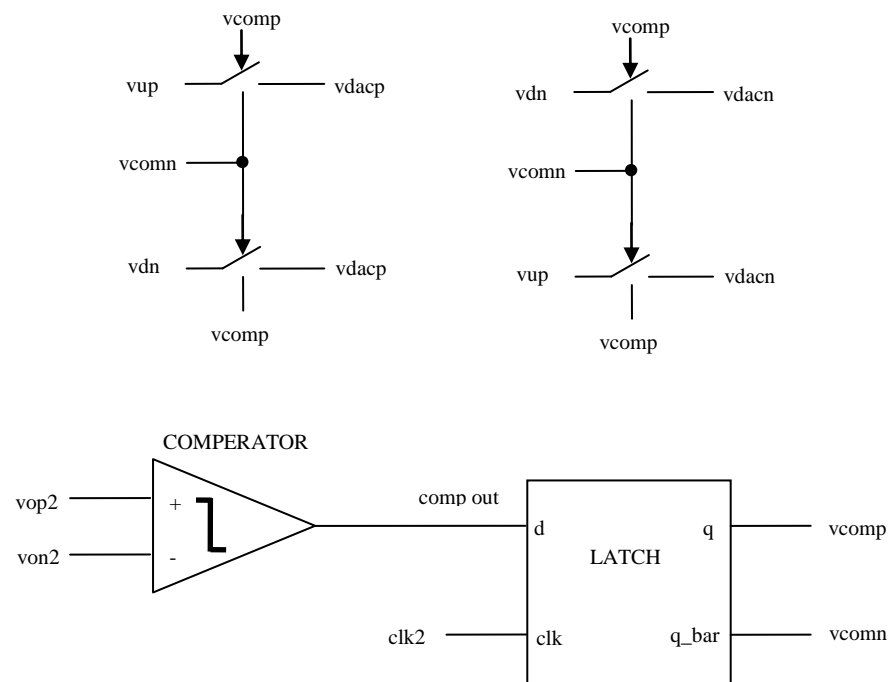 vcomp
vup
vdacp
vcomn
vdn
vdacp
vcomp
vcomp
vdn
vdacn
vcomn
vup
vdacn
vcomp
COMPERATOR
vop2
+
von2
-
comp out
d
q
LATCH
clk2
clk
q_bar
vcomp
vcomn